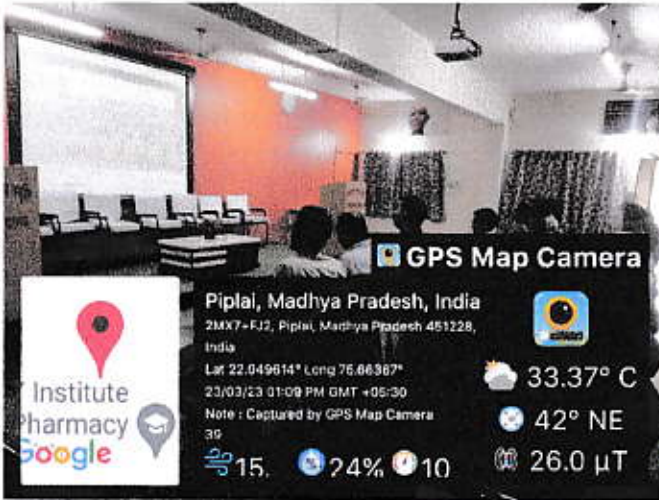 GPS Map Camera
Piplai, Madhya Pradesh, India
2MX7+FJ2, Piplai, Madhya Pradesh 451228,
India
Lat 22.049614° Long 75.66387°
23/03/23 01:09 PM GMT +05:30
Note : Captured by GPS Map Camera
39
15.
24%
10
33.37° C
42° NE
26.0 µT
Institute
Pharmacy
Google